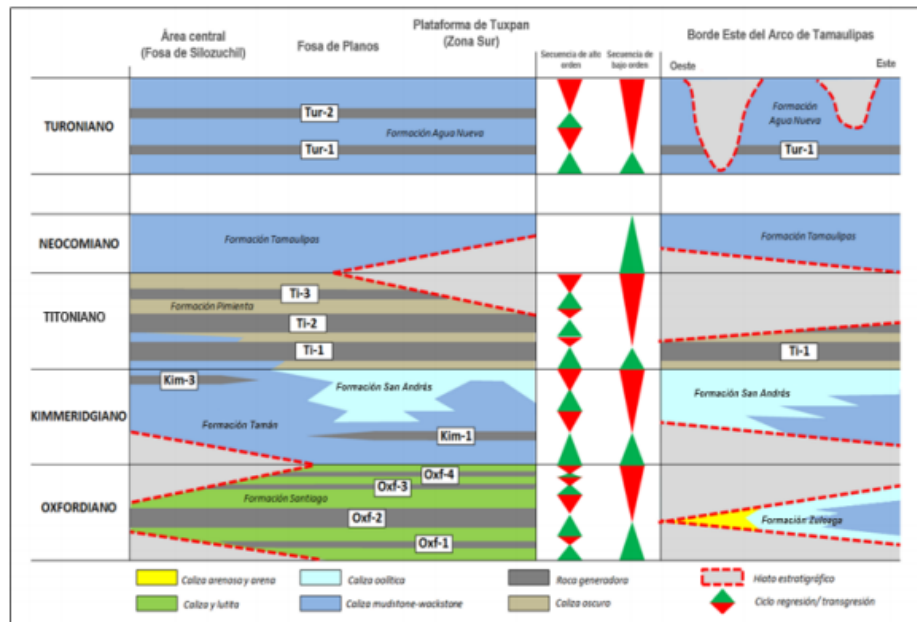 Área central
(Fosa de Silozuchil)
Fosa de Planos
Plataforma de Tuxpan
(Zona Sur)
Secuencia de alto
orden
Secuencia de
bajo orden
Borde Este del Arco de Tamaulipas
Oeste
Este
TURONIANO
Tur-2
Formación Agua Nueva
Tur-1
Formación
Agua Nueva
Tur-1
NEOCOMIANO
Formación Tamaulipas
Formación Tamaulipas
TITONIANO
Ti-3
Formación Pimienta
Ti-2
Ti-1
Ti-1
KIMMERIDGIANO
Kim-3
Formación San Andrés
Formación Tamán
Kim-1
Formación San Andrés
OXFORDIANO
Oxf-4
Oxf-3
Formación Santiago
Oxf-2
Oxf-1
Formación Zuloaga
Caliza arenosa y arena
Caliza oolítica
Roca generadora
Hiato estratigráfico
Caliza y lutita
Caliza mudstone-wackstone
Caliza oscura
Ciclo regresión/ transgresión